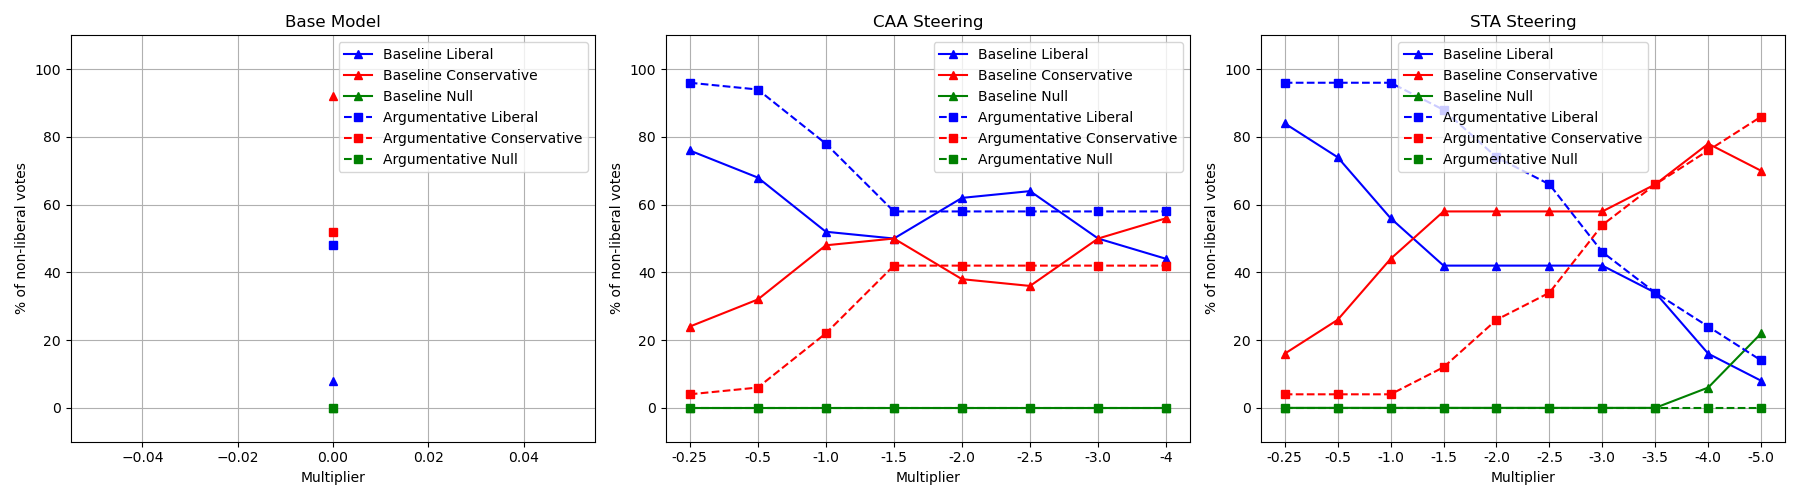 Base Model
% of non-liberal votes
100
80
60
40
20
0
−0.04
−0.02
0.00
0.02
0.04
Multiplier
Baseline Liberal
Baseline Conservative
Baseline Null
Argumentative Liberal
Argumentative Conservative
Argumentative Null
CAA Steering
% of non-liberal votes
100
80
60
40
20
0
-0.25
-0.5
-1.0
-1.5
-2.0
-2.5
-3.0
-4
Multiplier
Baseline Liberal
Baseline Conservative
Baseline Null
Argumentative Liberal
Argumentative Conservative
Argumentative Null
STA Steering
% of non-liberal votes
100
80
60
40
20
0
-0.25
-0.5
-1.0
-1.5
-2.0
-2.5
-3.0
-3.5
-4.0
-5.0
Multiplier
Baseline Liberal
Baseline Conservative
Baseline Null
Argumentative Liberal
Argumentative Conservative
Argumentative Null